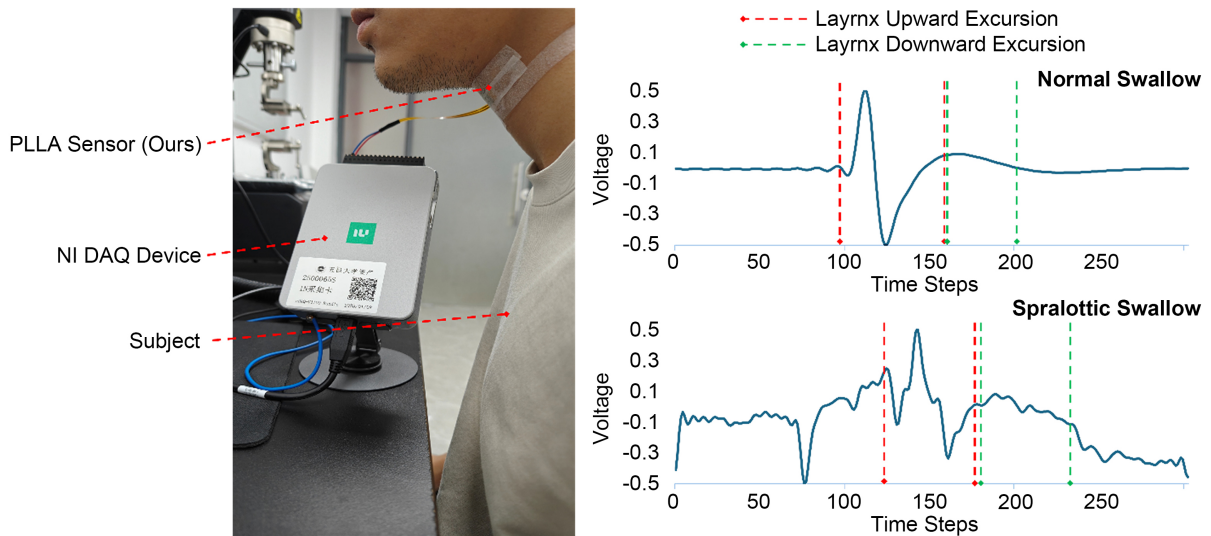 Layrnx Upward Excursion
Layrnx Downward Excursion
Normal Swallow
PLLA Sensor (Ours)
NI DAQ Device
Subject
Voltage
0.5
0.3
0.1
-0.1
-0.3
-0.5
0
50
100
150
200
250
Time Steps
Spralottic Swallow
Voltage
0.5
0.3
0.1
-0.1
-0.3
-0.5
0
50
100
150
200
250
Time Steps